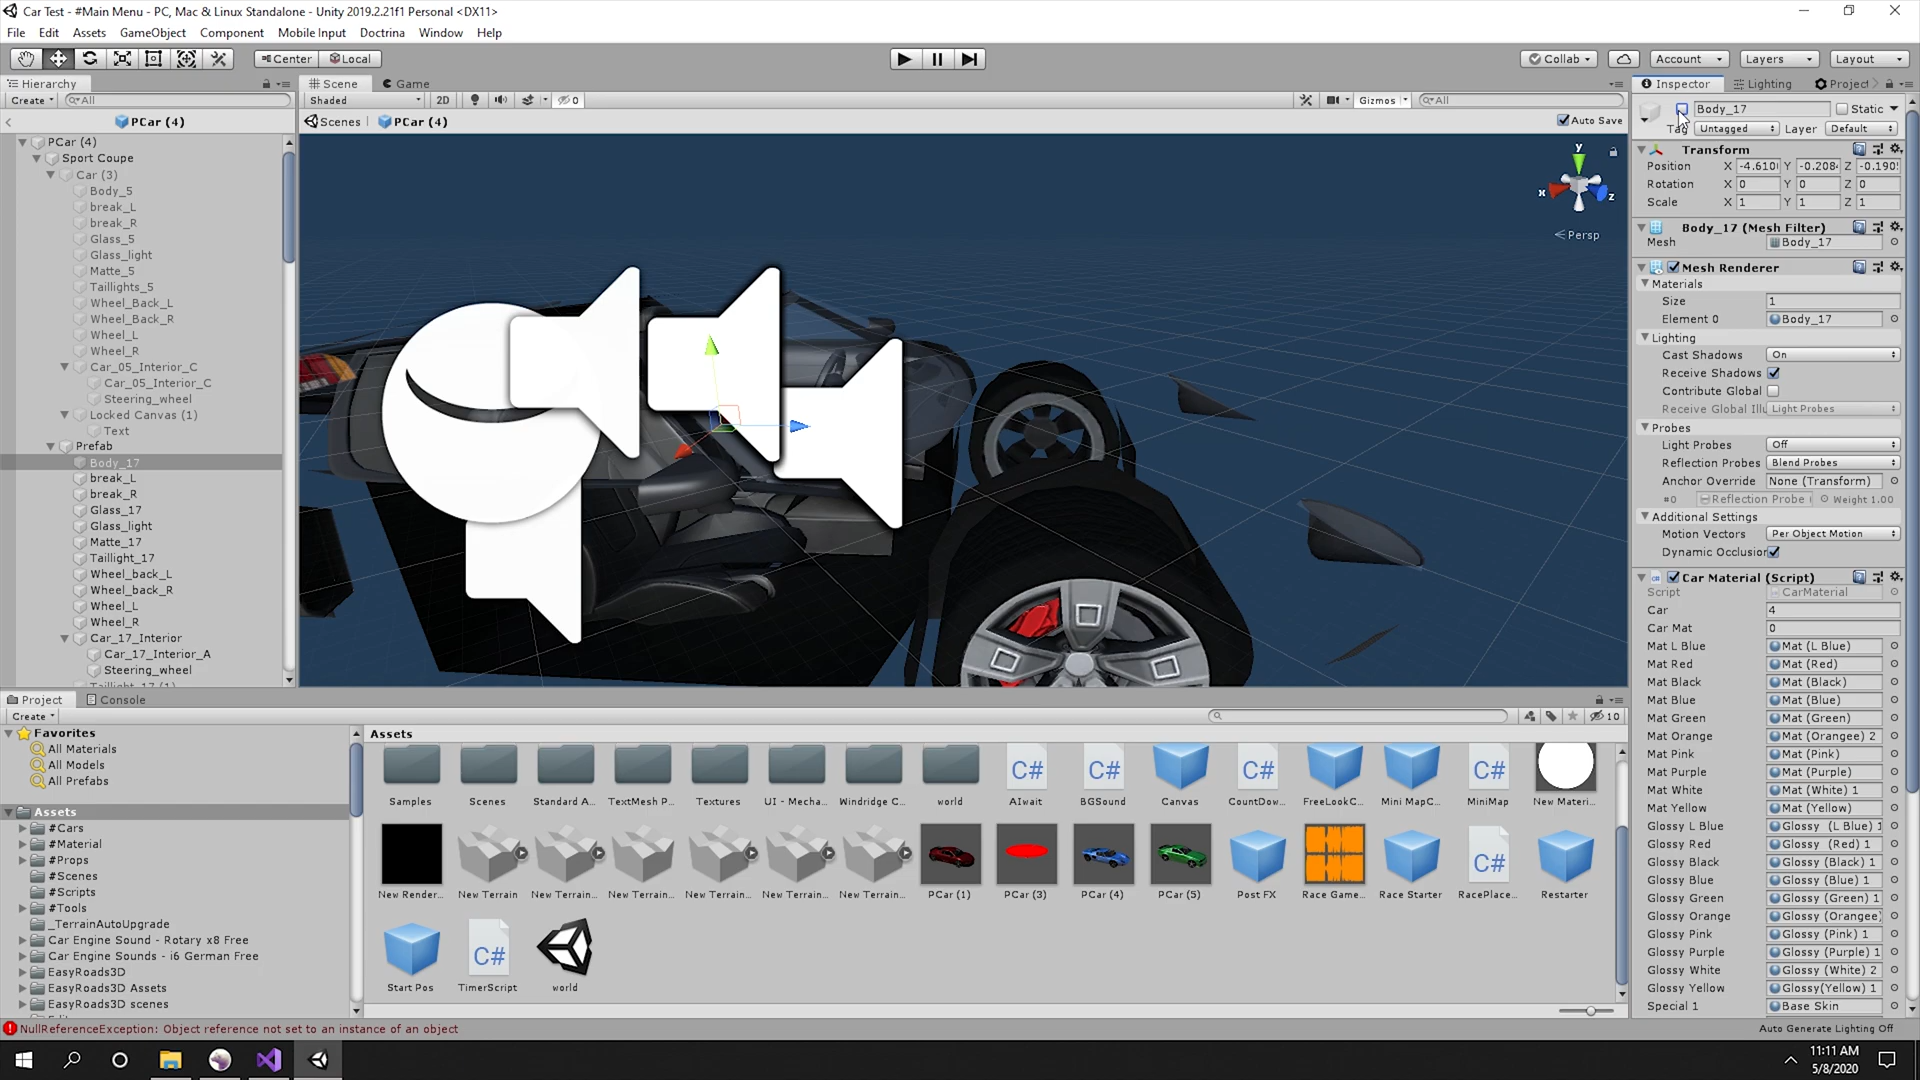 Car Test - #Main Menu - PC, Mac & Linux Standalone - Unity 2019.2.21f1 Personal <DX11>
File Edit Assets GameObject Component Mobile Input Doctrina Window Help
Center Local Collab Account Layers Layout
Hierarchy
Create All
PCar (4)
PCar (4)
Sport Coupe
Car (3)
Body_5
break_L
break_R
Glass_5
Glass_light
Matte_5
Taillights_5
Wheel_Back_L
Wheel_Back_R
Wheel_L
Wheel_R
Car_05_Interior_C
Car_05_Interior_C
Steering_wheel
Locked Canvas (1)
Text
Prefab
Body_17
break_L
break_R
Glass_17
Glass_light
Matte_17
Taillight_17
Wheel_back_L
Wheel_back_R
Wheel_L
Wheel_R
Car_17_Interior
Car_17_Interior_A
Steering_wheel
Scene Game
Shaded 2D 0 Gizmos All
Scenes PCar (4) Auto Save
y
x
z
Persp
Inspector Lighting Project
Body_17 Static
Tag Untagged Layer Default
Transform
Position X -4.610 Y -0.208 Z -0.190
Rotation X 0 Y 0 Z 0
Scale X 1 Y 1 Z 1
Body_17 (Mesh Filter)
Mesh Body_17
Mesh Renderer
Materials
Size 1
Element 0 Body_17
Lighting
Cast Shadows On
Receive Shadows
Contribute Global
Receive Global Illu Light Probes
Probes
Light Probes Off
Reflection Probes Blend Probes
Anchor Override None (Transform)
#0 Reflection Probe ( Weight 1.00
Additional Settings
Motion Vectors Per Object Motion
Dynamic Occlusion
Car Material (Script)
Script CarMaterial
Car 4
Car Mat 0
Mat L Blue Mat (L Blue)
Mat Red Mat (Red)
Mat Black Mat (Black)
Mat Blue Mat (Blue)
Mat Green Mat (Green)
Mat Orange Mat (Orangee) 2
Mat Pink Mat (Pink)
Mat Purple Mat (Purple)
Mat White Mat (White) 1
Mat Yellow Mat (Yellow)
Glossy L Blue Glossy (L Blue) 1
Glossy Red Glossy (Red) 1
Glossy Black Glossy (Black) 1
Glossy Blue Glossy (Blue) 1
Glossy Green Glossy (Green) 1
Glossy Orange Glossy (Orangee)
Glossy Pink Glossy (Pink) 1
Glossy Purple Glossy (Purple) 1
Glossy White Glossy (White) 2
Glossy Yellow Glossy(Yellow) 1
Special 1 Base Skin
Project Console
Create 10
Favorites
All Materials
All Models
All Prefabs
Assets
#Cars
#Material
#Props
#Scenes
#Scripts
#Tools
_TerrainAutoUpgrade
Car Engine Sound - Rotary x8 Free
Car Engine Sounds - i6 German Free
EasyRoads3D
EasyRoads3D Assets
EasyRoads3D scenes
Assets
C# C# C# C#
Samples Scenes Standard A... TextMesh P... Textures UI - Mecha... Windridge C... world AIwait BGSound Canvas CountDow... FreeLookC... Mini MapC... MiniMap New Materi...
C#
New Render... New Terrain New Terrain... New Terrain... New Terrain... New Terrain... New Terrain... PCar (1) PCar (3) PCar (4) PCar (5) Post FX Race Game... Race Starter RacePlace... Restarter
C#
Start Pos TimerScript world
NullReferenceException: Object reference not set to an instance of an object
Auto Generate Lighting Off
11:11 AM
5/8/2020